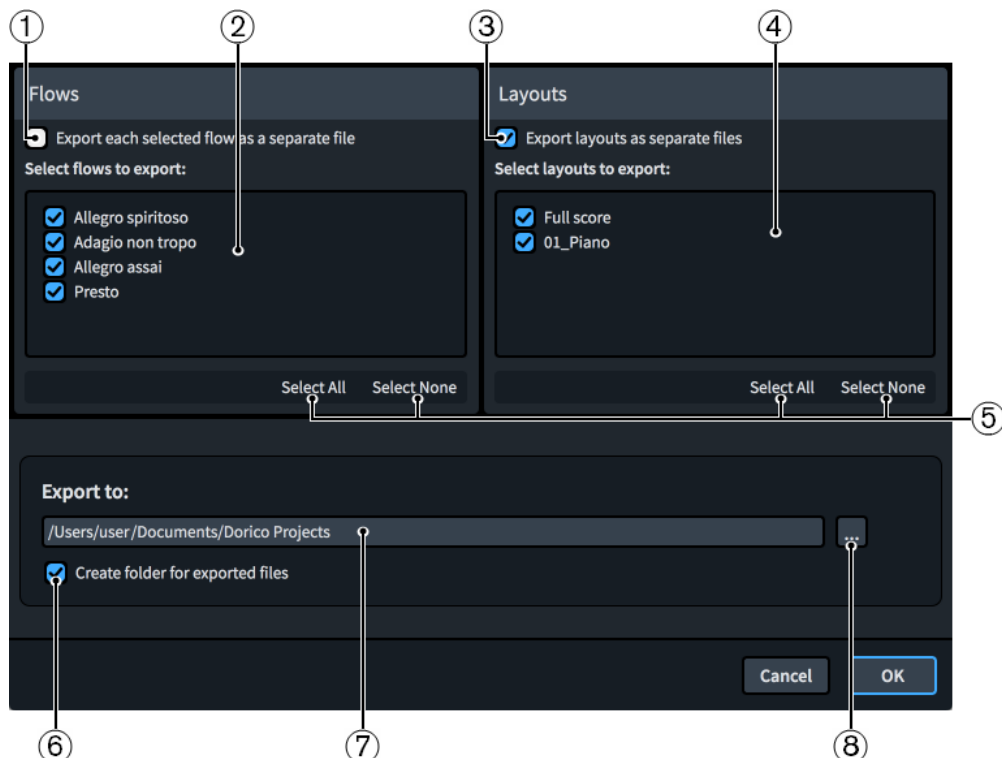 ① ② ③ ④
Flows
Export each selected flow as a separate file
Select flows to export:
Allegro spiritoso
Adagio non tropo
Allegro assai
Presto
Select All Select None
Layouts
Export layouts as separate files
Select layouts to export:
Full score
01_Piano
Select All Select None
⑤
Export to:
/Users/user/Documents/Dorico Projects
...
Create folder for exported files
Cancel OK
⑥ ⑦ ⑧